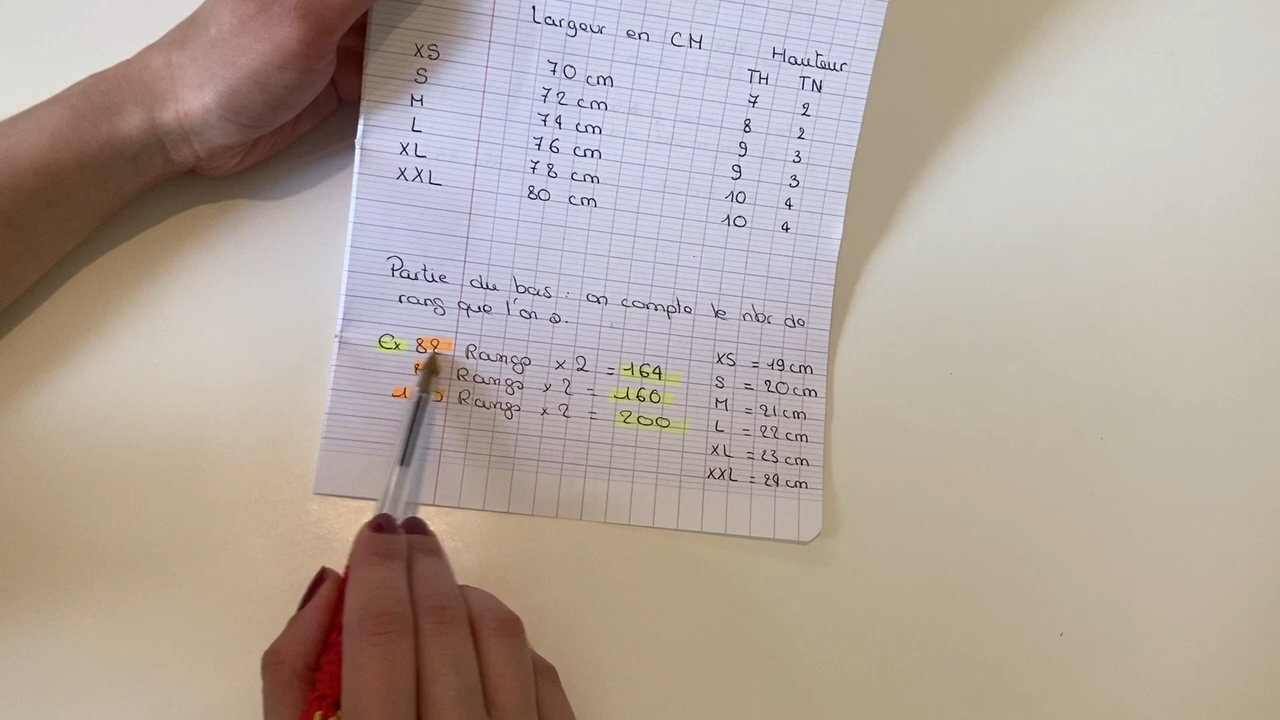 Largeur en CM Hauteur
TH TN
XS 70 cm 7 2
S 72 cm 8 2
M 74 cm 9 3
L 76 cm 9 3
XL 78 cm 10 4
XXL 80 cm 10 4
Partie du bas : on compte le nbr de
rang que l'on a.
Ex 82 Rangs x 2 = 164
Rangs x 2 = 160
Rangs x 2 = 200
XS = 19 cm
S = 20 cm
M = 21 cm
L = 22 cm
XL = 23 cm
XXL = 24 cm